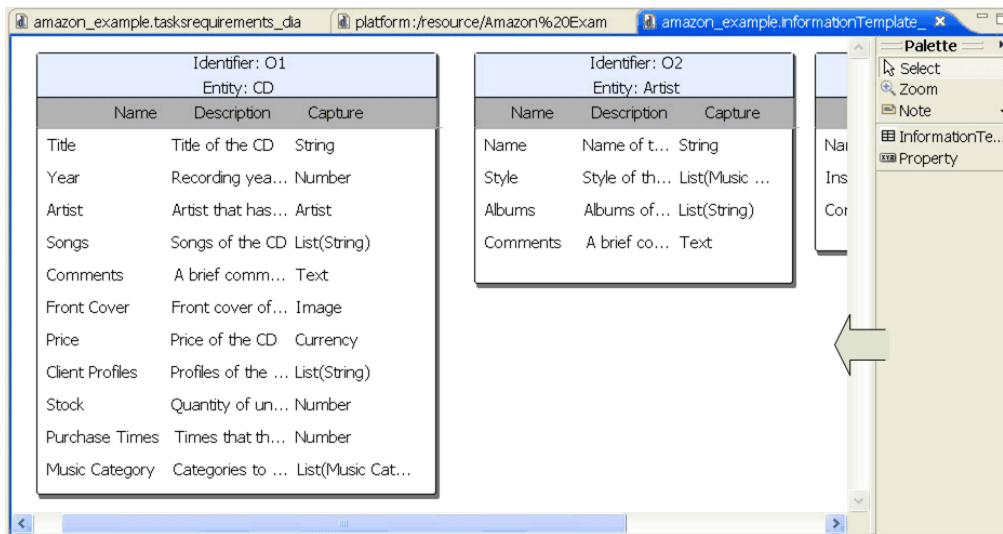 amazon_example.tasksrequirements_dia platform:/resource/Amazon%20Exam amazon_example.informationTemplate_
Identifier: O1
Entity: CD
Name Description Capture
Title Title of the CD String
Year Recording yea... Number
Artist Artist that has... Artist
Songs Songs of the CD List(String)
Comments A brief comm... Text
Front Cover Front cover of... Image
Price Price of the CD Currency
Client Profiles Profiles of the ... List(String)
Stock Quantity of un... Number
Purchase Times Times that th... Number
Music Category Categories to ... List(Music Cat...
Identifier: O2
Entity: Artist
Name Description Capture
Name Name of t... String
Style Style of th... List(Music ...
Albums Albums of... List(String)
Comments A brief co... Text
Nar
Ins
Cor
Palette
Select
Zoom
Note
InformationTe...
Property